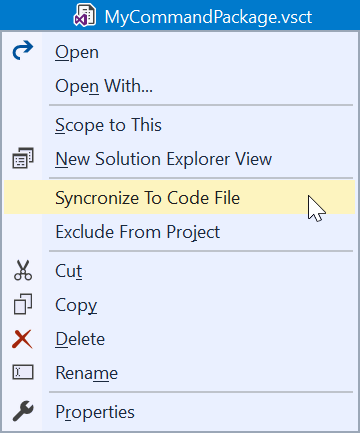 MyCommandPackage.vsct
Open
Open With...
Scope to This
New Solution Explorer View
Syncronize To Code File
Exclude From Project
Cut
Copy
Delete
Rename
Properties